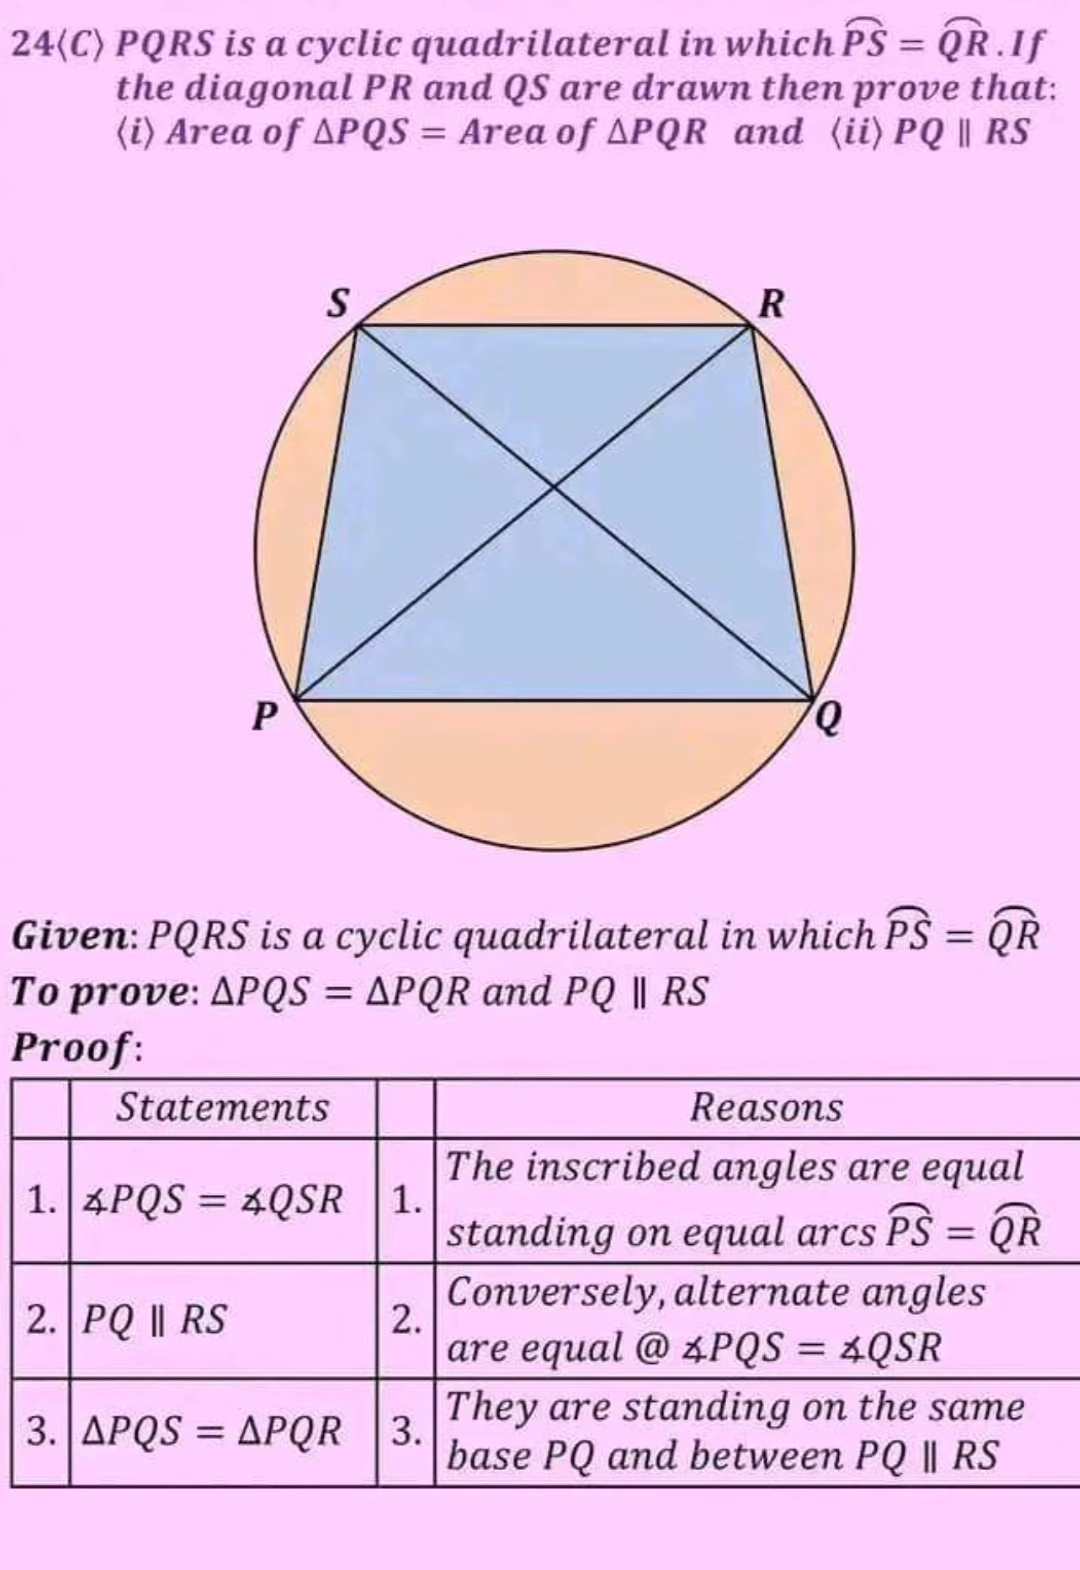 24⟨C⟩ PQRS is a cyclic quadrilateral in which P͡S = Q͡R. If
the diagonal PR and QS are drawn then prove that:
⟨i⟩ Area of ΔPQS = Area of ΔPQR and ⟨ii⟩ PQ ∥ RS
S R
P Q
Given: PQRS is a cyclic quadrilateral in which P͡S = Q͡R
To prove: ΔPQS = ΔPQR and PQ ∥ RS
Proof:
Statements Reasons
1. ∡PQS = ∡QSR 1. The inscribed angles are equal
standing on equal arcs P͡S = Q͡R
2. PQ ∥ RS 2. Conversely, alternate angles
are equal @ ∡PQS = ∡QSR
3. ΔPQS = ΔPQR 3. They are standing on the same
base PQ and between PQ ∥ RS